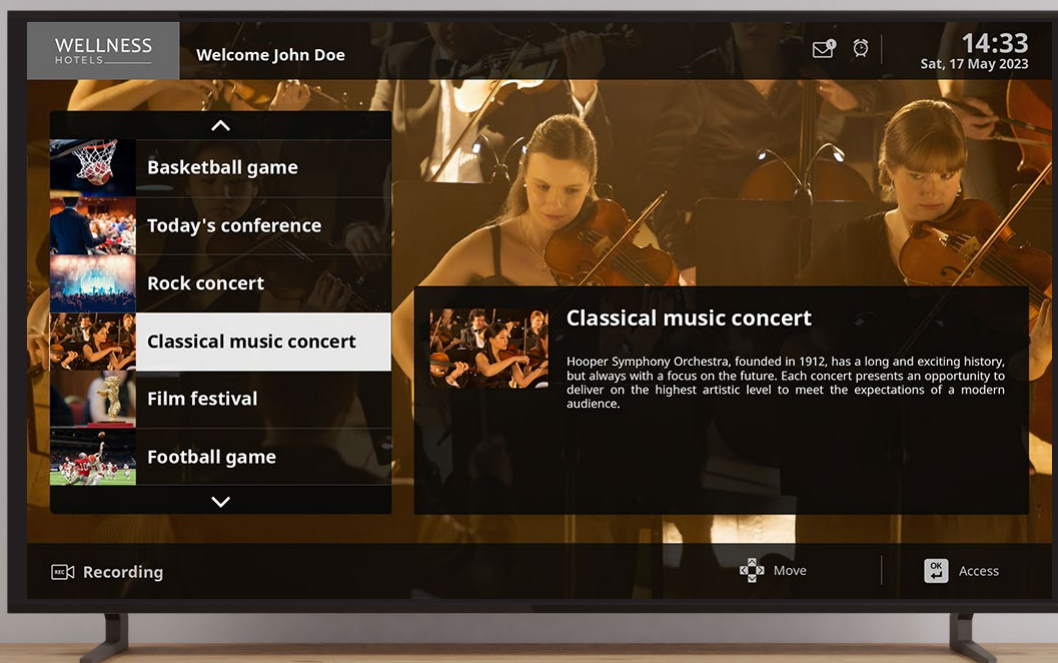 WELLNESS
HOTELS
Welcome John Doe
1
14:33
Sat, 17 May 2023
Basketball game
Today's conference
Rock concert
Classical music concert
Film festival
Football game
Classical music concert
Hooper Symphony Orchestra, founded in 1912, has a long and exciting history,
but always with a focus on the future. Each concert presents an opportunity to
deliver on the highest artistic level to meet the expectations of a modern
audience.
REC
Recording
Move
OK
Access